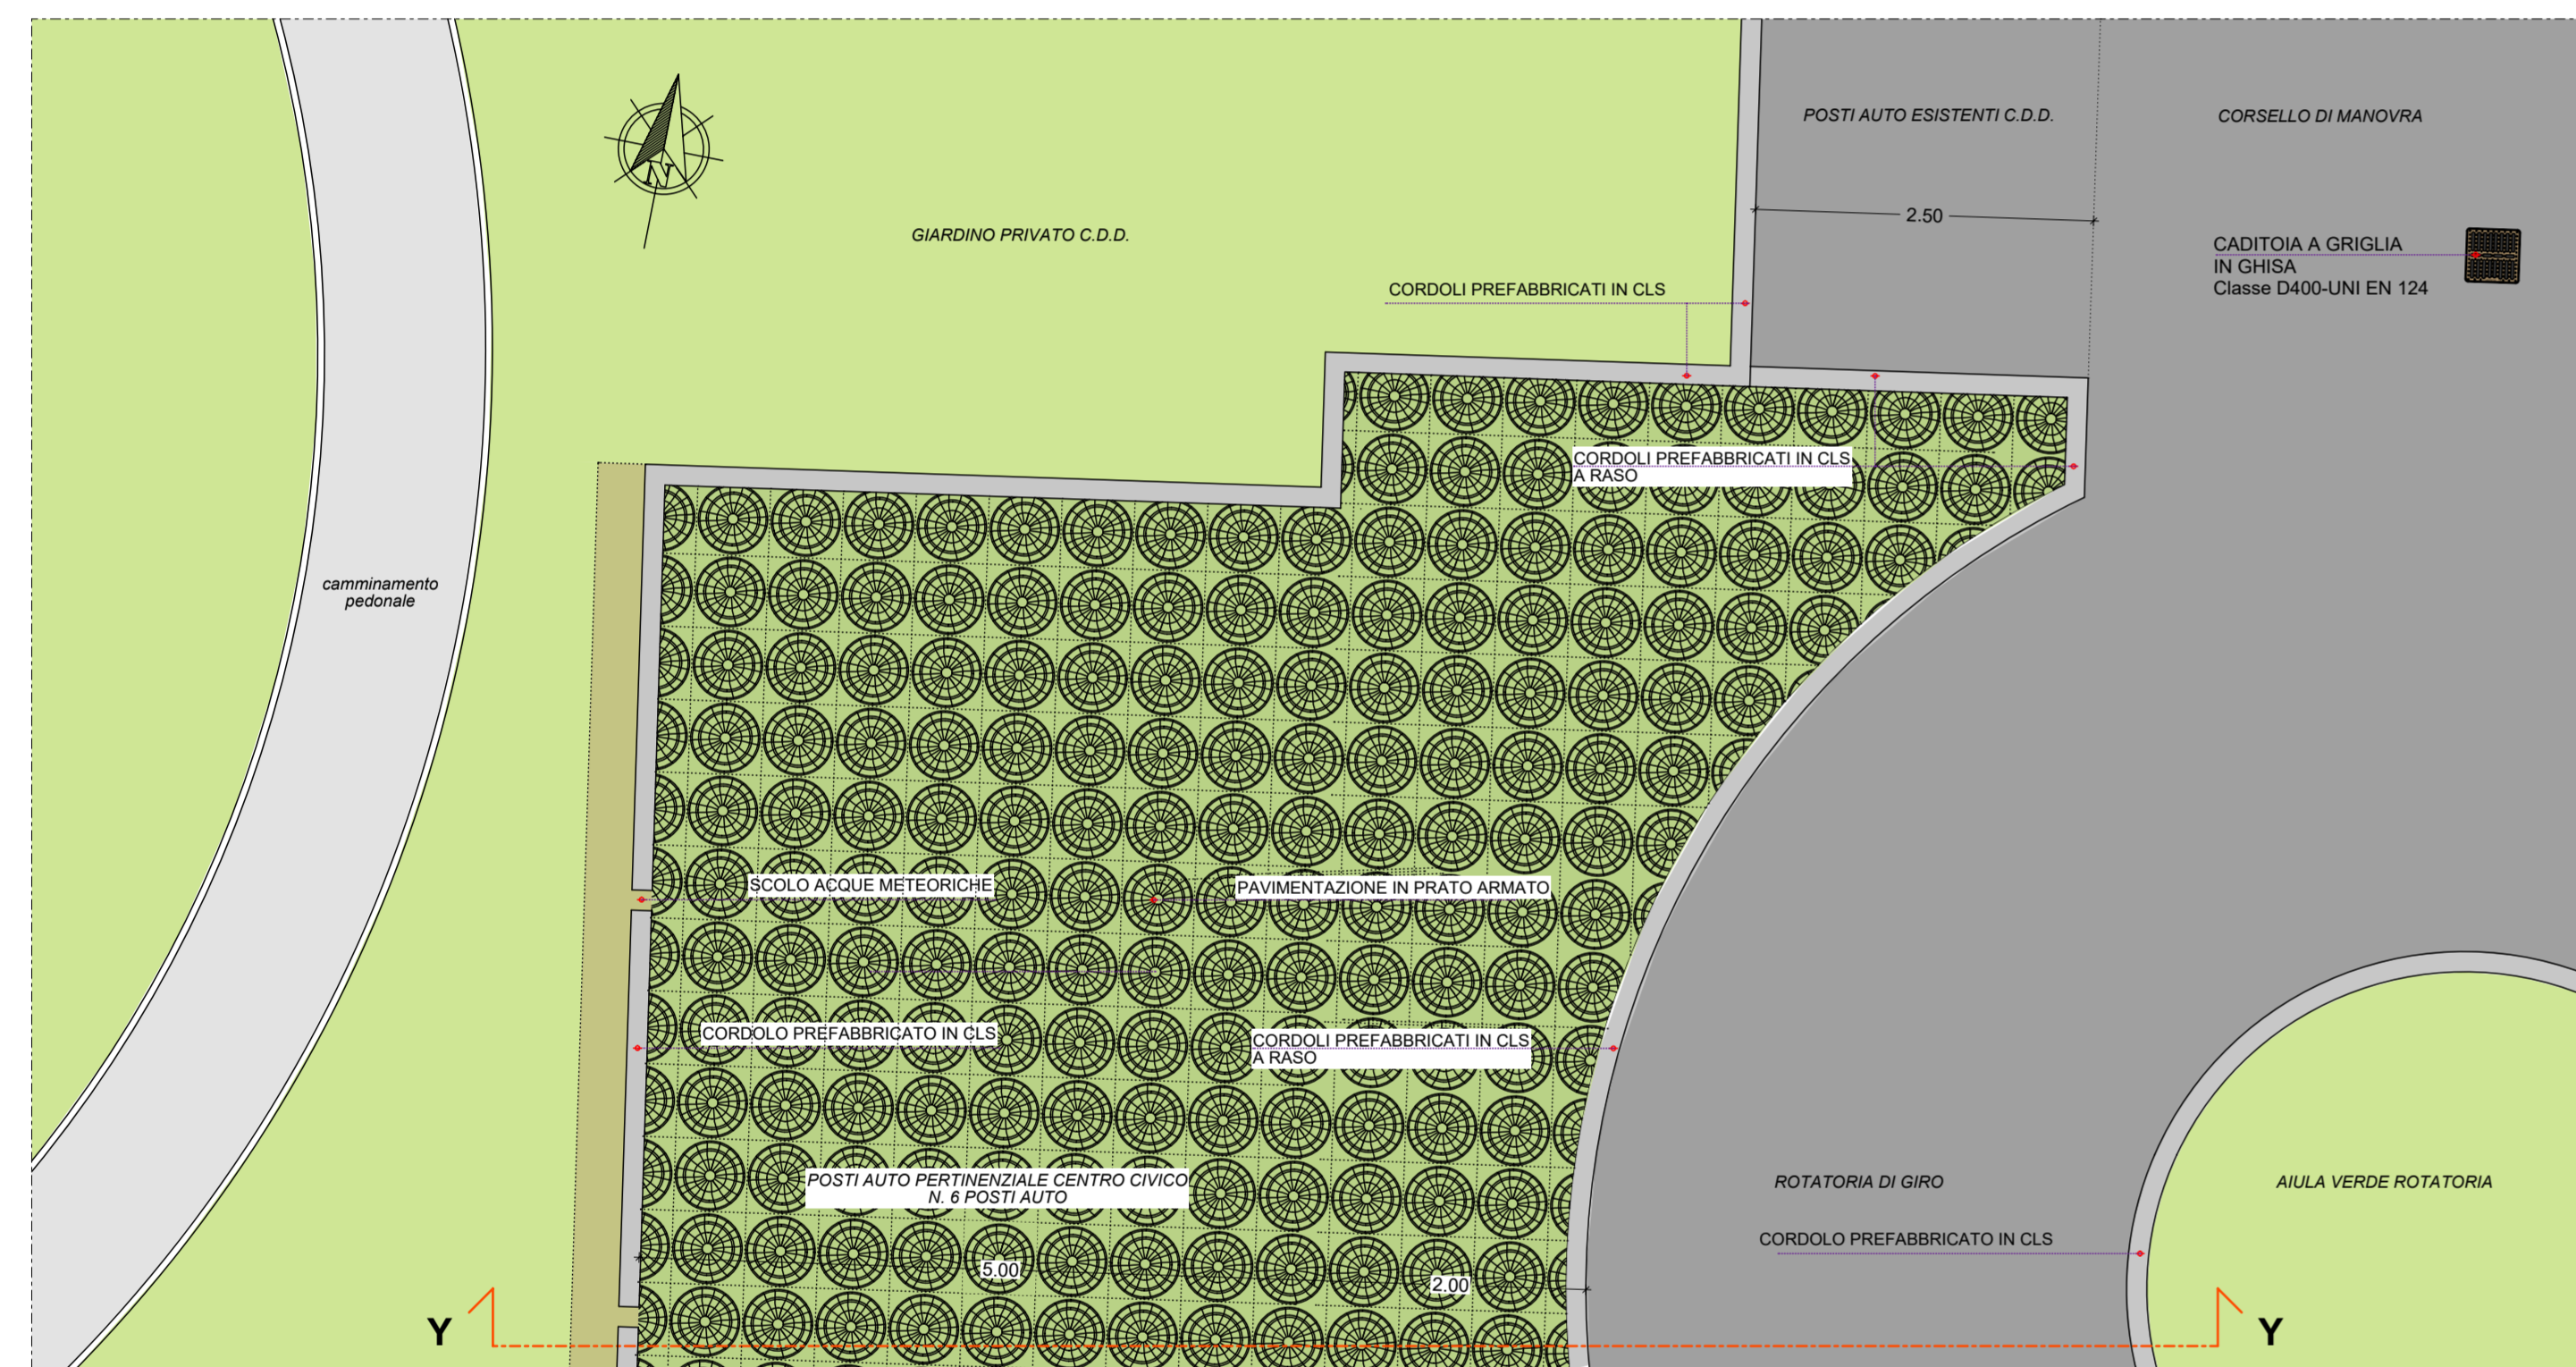 POSTI AUTO ESISTENTI C.D.D.
CORSELLO DI MANOVRA
N
2.50
GIARDINO PRIVATO C.D.D.
CADITOIA A GRIGLIA
IN GHISA
Classe D400-UNI EN 124
CORDOLI PREFABBRICATI IN CLS
CORDOLI PREFABBRICATI IN CLS
A RASO
camminamento
pedonale
SCOLO ACQUE METEORICHE
PAVIMENTAZIONE IN PRATO ARMATO
CORDOLO PREFABBRICATO IN CLS
CORDOLI PREFABBRICATI IN CLS
A RASO
POSTI AUTO PERTINENZIALE CENTRO CIVICO
N. 6 POSTI AUTO
ROTATORIA DI GIRO
AIULA VERDE ROTATORIA
CORDOLO PREFABBRICATO IN CLS
5.00
2.00
Y
Y